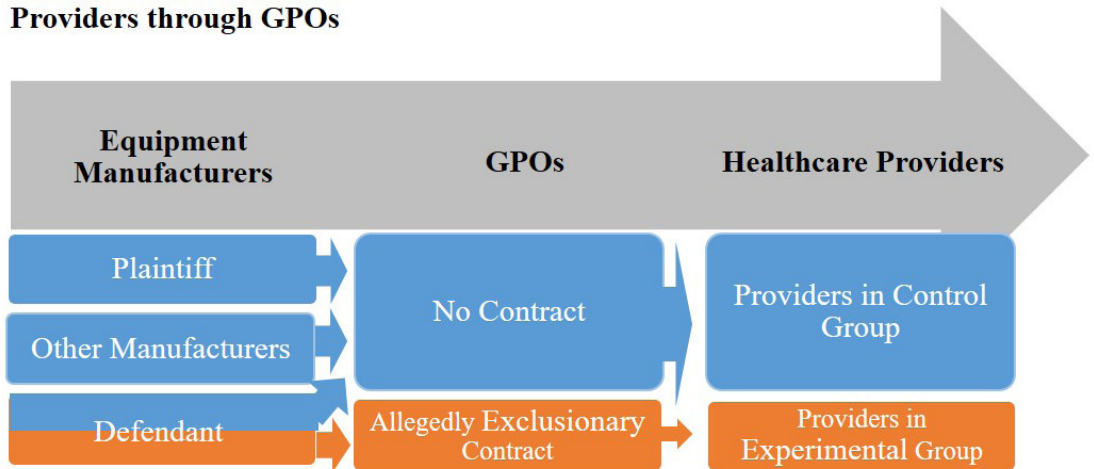 Providers through GPOs
Equipment
Manufacturers
GPOs
Healthcare Providers
Plaintiff
No Contract
Providers in Control
Group
Other Manufacturers
Defendant
Allegedly Exclusionary
Contract
Providers in
Experimental Group